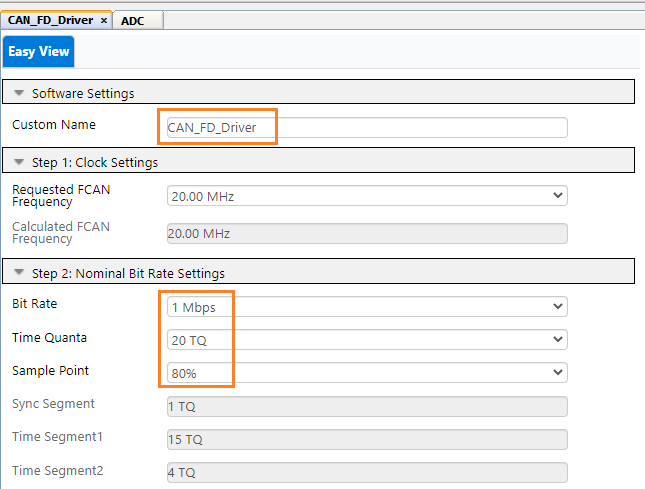 CAN_FD_Driver × ADC
Easy View
Software Settings
Custom Name CAN_FD_Driver
Step 1: Clock Settings
Requested FCAN
Frequency 20.00 MHz
Calculated FCAN
Frequency 20.00 MHz
Step 2: Nominal Bit Rate Settings
Bit Rate 1 Mbps
Time Quanta 20 TQ
Sample Point 80%
Sync Segment 1 TQ
Time Segment1 15 TQ
Time Segment2 4 TQ